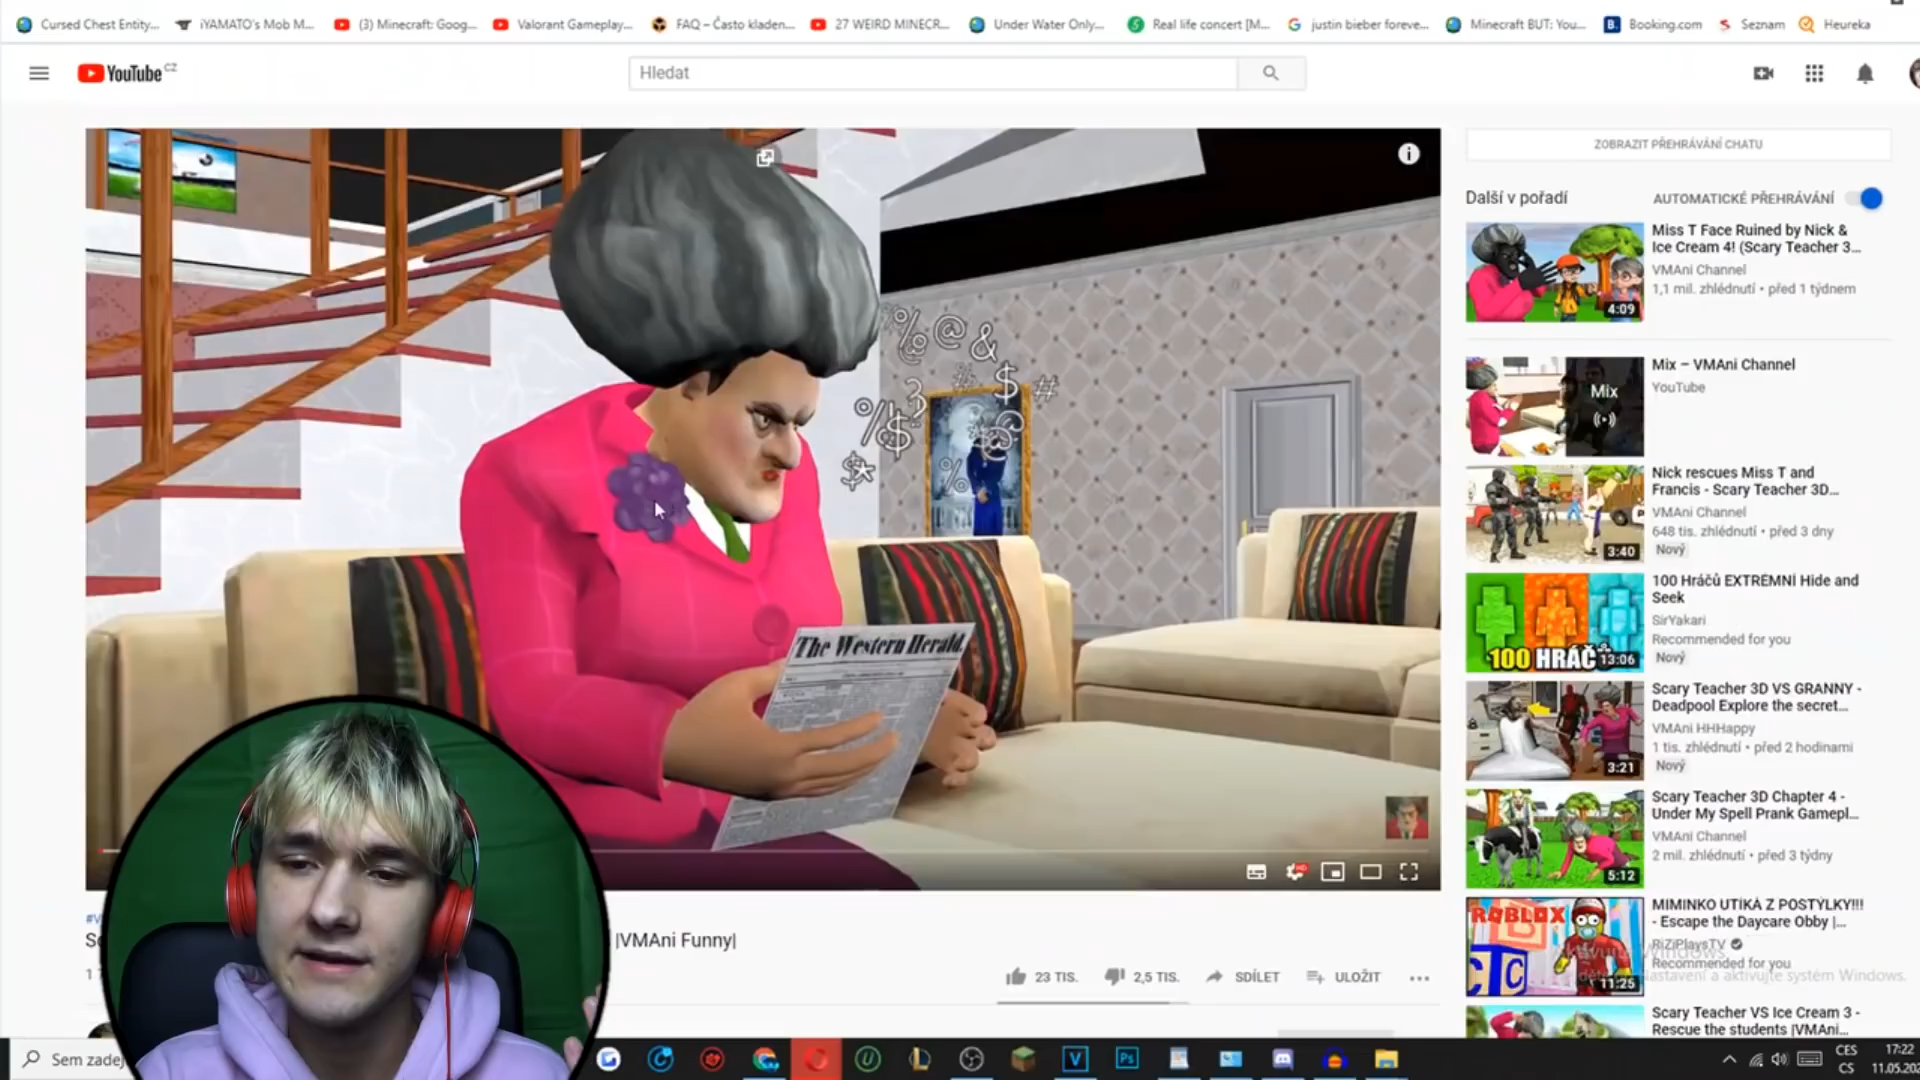 Cursed Chest Entity... iYAMATO's Mob M... (3) Minecraft: Goog... Valorant Gameplay,... FAQ – Často kladen... 27 WEIRD MINECR... Under Water Only,... Real life concert [M... justin bieber foreve... Minecraft BUT: You... Booking.com Seznam Heureka
YouTube CZ
Hledat
ZOBRAZIT PŘEHRÁVÁNÍ CHATU
Další v pořadí AUTOMATICKÉ PŘEHRÁVÁNÍ
Miss T Face Ruined by Nick &
Ice Cream 4! (Scary Teacher 3...
VMAni Channel
1,1 mil. zhlédnutí • před 1 týdnem
4:09
Mix – VMAni Channel
YouTube
Mix
Nick rescues Miss T and
Francis - Scary Teacher 3D...
VMAni Channel
648 tis. zhlédnutí • před 3 dny
Nový
3:40
100 Hráčů EXTRÉMNÍ Hide and
Seek
SirYakari
Recommended for you
Nový
100 HRÁČ
13:06
Scary Teacher 3D VS GRANNY -
Deadpool Explore the secret...
VMAni HHHappy
1 tis. zhlédnutí • před 2 hodinami
Nový
3:21
Scary Teacher 3D Chapter 4 -
Under My Spell Prank Gamepl...
VMAni Channel
2 mil. zhlédnutí • před 3 týdny
5:12
MIMINKO UTÍKÁ Z POSTÝLKY!!!
- Escape the Daycare Obby |...
RiZiPlaysTV
Recommended for you
ROBLOX
11:25
Scary Teacher VS Ice Cream 3 -
Rescue the students |VMAni...
The Western Herald.
|VMAni Funny|
23 TIS. 2,5 TIS. SDÍLET ULOŽIT
Nastavení a aktivujte systém Windows.
Sem zadej
CES
CS
17:22
11.05.202